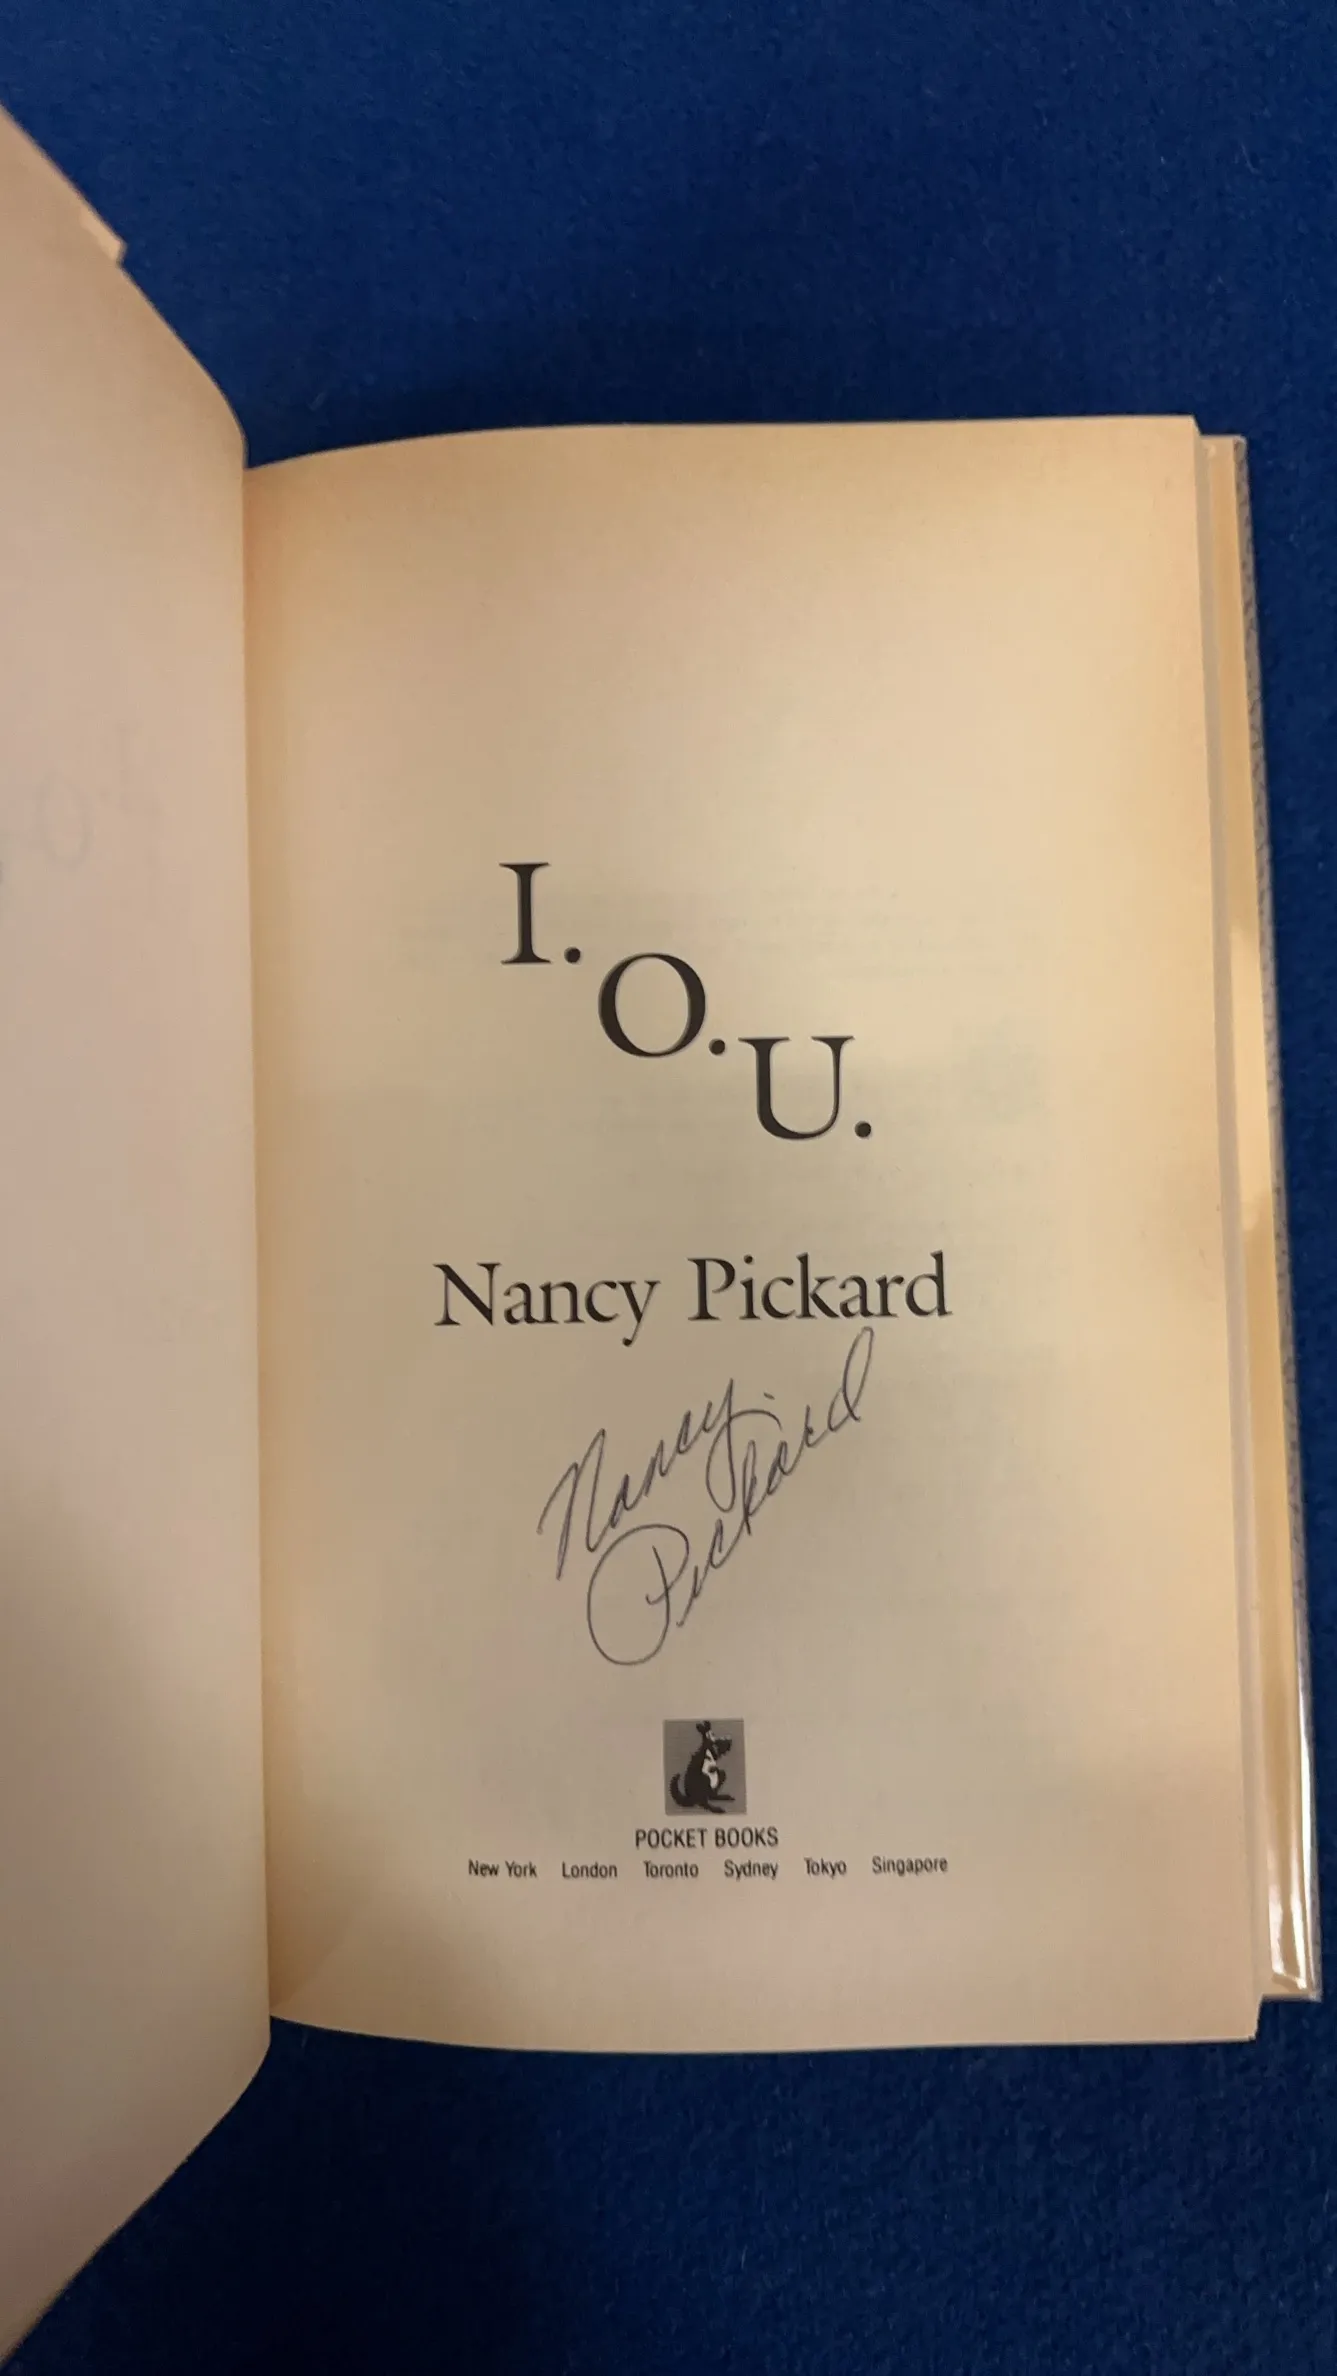 I. O. U.
Nancy Pickard
Nancy
Pickard
POCKET BOOKS
New York London Toronto Sydney Tokyo Singapore